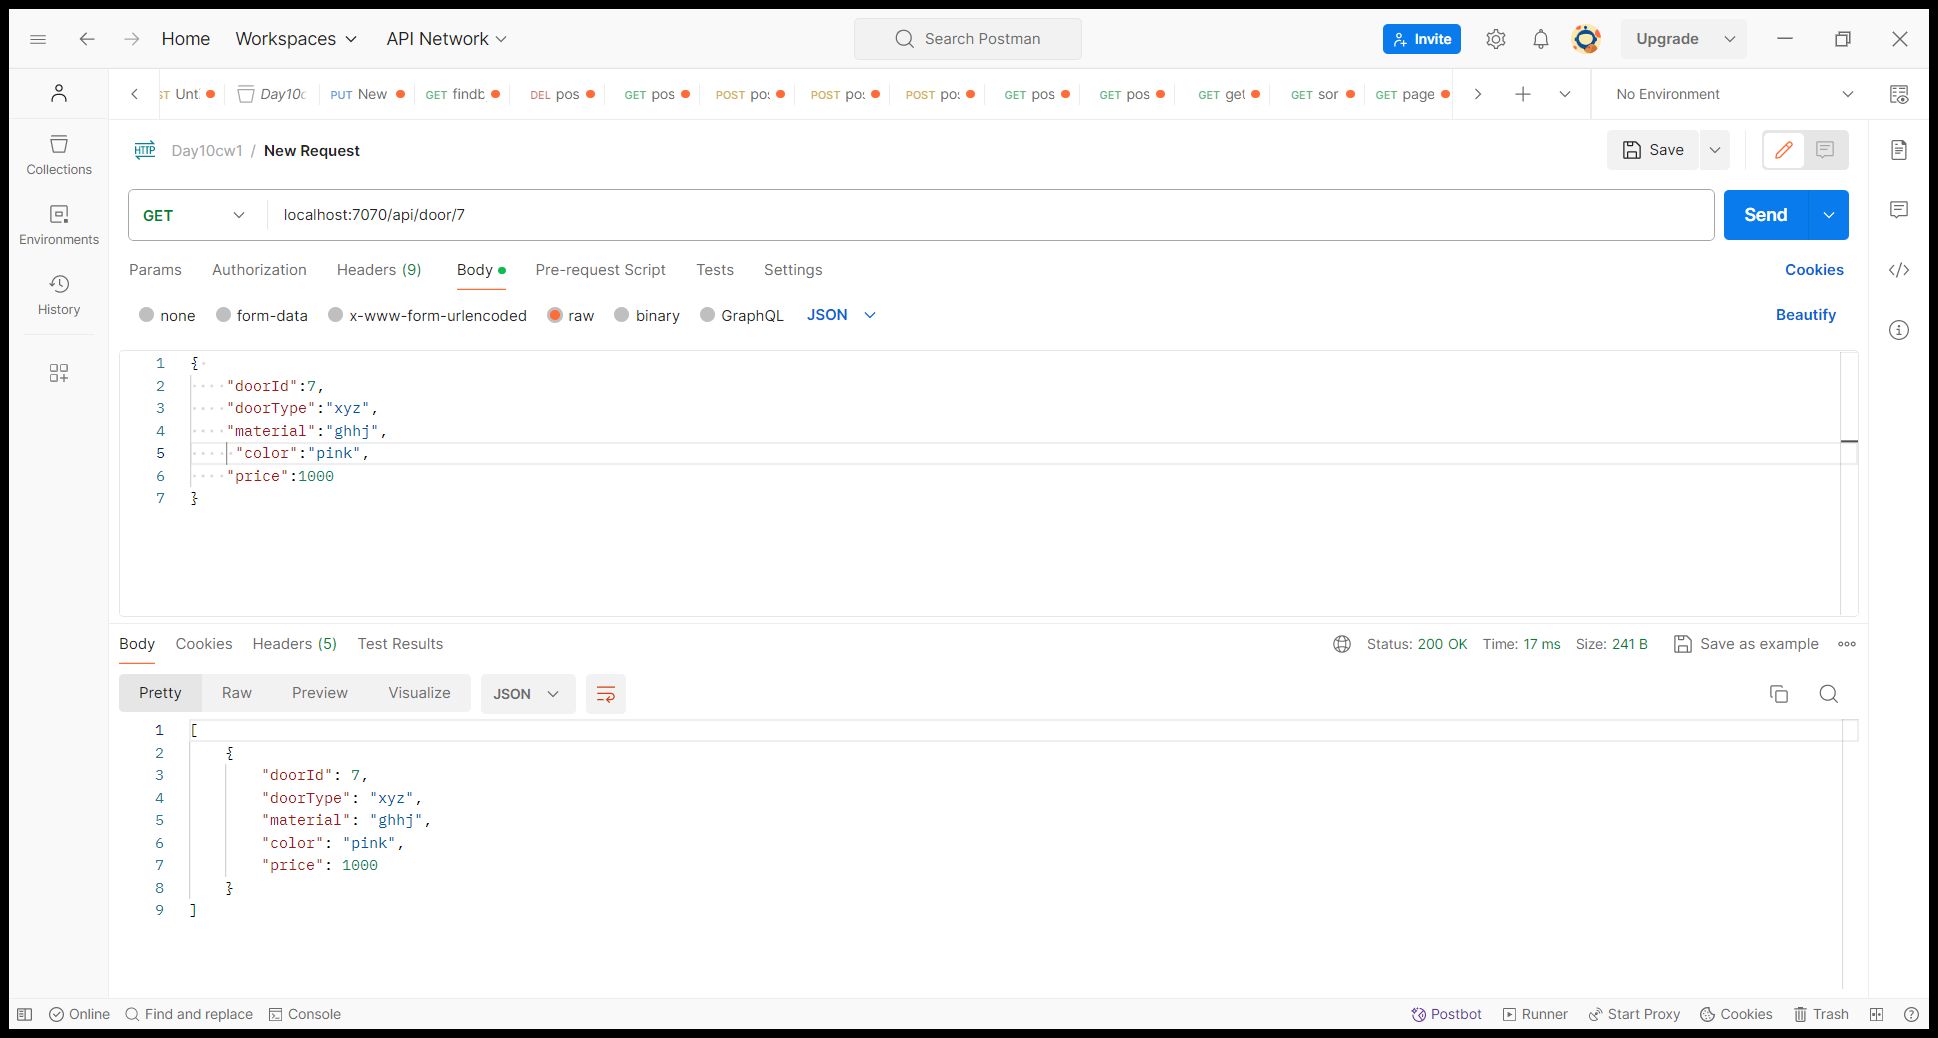 Home Workspaces API Network Search Postman Invite Upgrade
ST Unt Day10c PUT New GET findb DEL pos GET pos POST po POST po POST po GET pos GET pos GET get GET sor GET page No Environment
HTTP Day10cw1 / New Request Save
Collections
Environments
History
GET localhost:7070/api/door/7 Send
Params Authorization Headers (9) Body Pre-request Script Tests Settings Cookies
none form-data x-www-form-urlencoded raw binary GraphQL JSON Beautify
1 {
2 "doorId":7,
3 "doorType":"xyz",
4 "material":"ghhj",
5 "color":"pink",
6 "price":1000
7 }
Body Cookies Headers (5) Test Results Status: 200 OK Time: 17 ms Size: 241 B Save as example
Pretty Raw Preview Visualize JSON
1 [
2 {
3 "doorId": 7,
4 "doorType": "xyz",
5 "material": "ghhj",
6 "color": "pink",
7 "price": 1000
8 }
9 ]
Online Find and replace Console Postbot Runner Start Proxy Cookies Trash